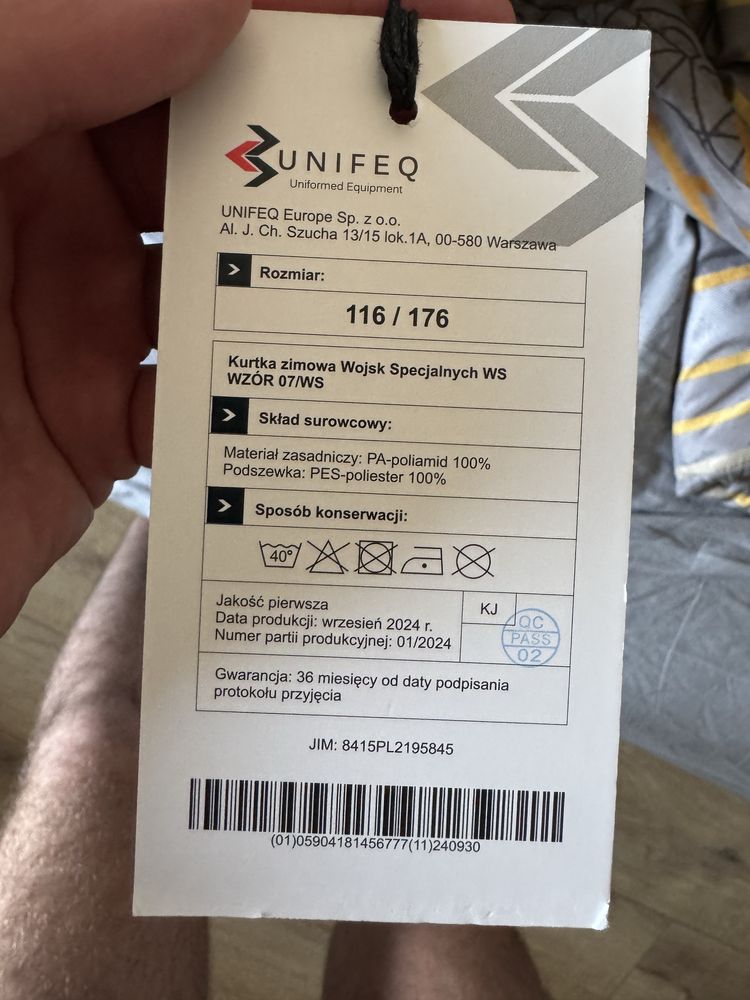 UNIFEQ
Uniformed Equipment
UNIFEQ Europe Sp. z o.o.
Al. J. Ch. Szucha 13/15 lok.1A, 00-580 Warszawa
Rozmiar:
116 / 176
Kurtka zimowa Wojsk Specjalnych WS
WZÓR 07/WS
Skład surowcowy:
Materiał zasadniczy: PA-poliamid 100%
Podszewka: PES-poliester 100%
Sposób konserwacji:
40°
Jakość pierwsza
Data produkcji: wrzesień 2024 r.
Numer partii produkcyjnej: 01/2024
KJ
QC
PASS
02
Gwarancja: 36 miesięcy od daty podpisania
protokołu przyjęcia
JIM: 8415PL2195845
(01)05904181456777(11)240930